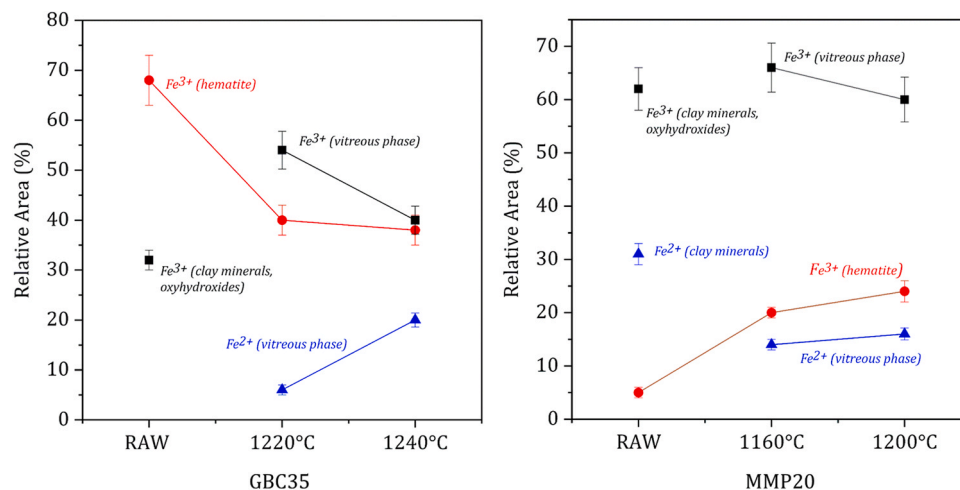 80
70
60
50
40
30
20
10
0
Relative Area (%)
Fe3+ (hematite)
Fe3+ (vitreous phase)
Fe3+ (clay minerals,
oxyhydroxides)
Fe2+ (vitreous phase)
RAW 1220°C 1240°C
GBC35
70
60
50
40
30
20
10
0
Relative Area (%)
Fe3+ (vitreous phase)
Fe3+ (clay minerals,
oxyhydroxides)
Fe2+ (clay minerals)
Fe3+ (hematite)
Fe2+ (vitreous phase)
RAW 1160°C 1200°C
MMP20